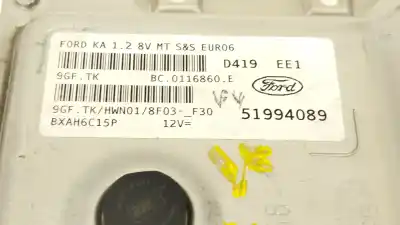 FORD KA 1.2 8V MT S&S EURO6
D419 EE1
9GF.TK BC.0116860.E
Ford
9GF.TK/HWN01/8F03-_F30
51994089
BXAH6C15P 12V=